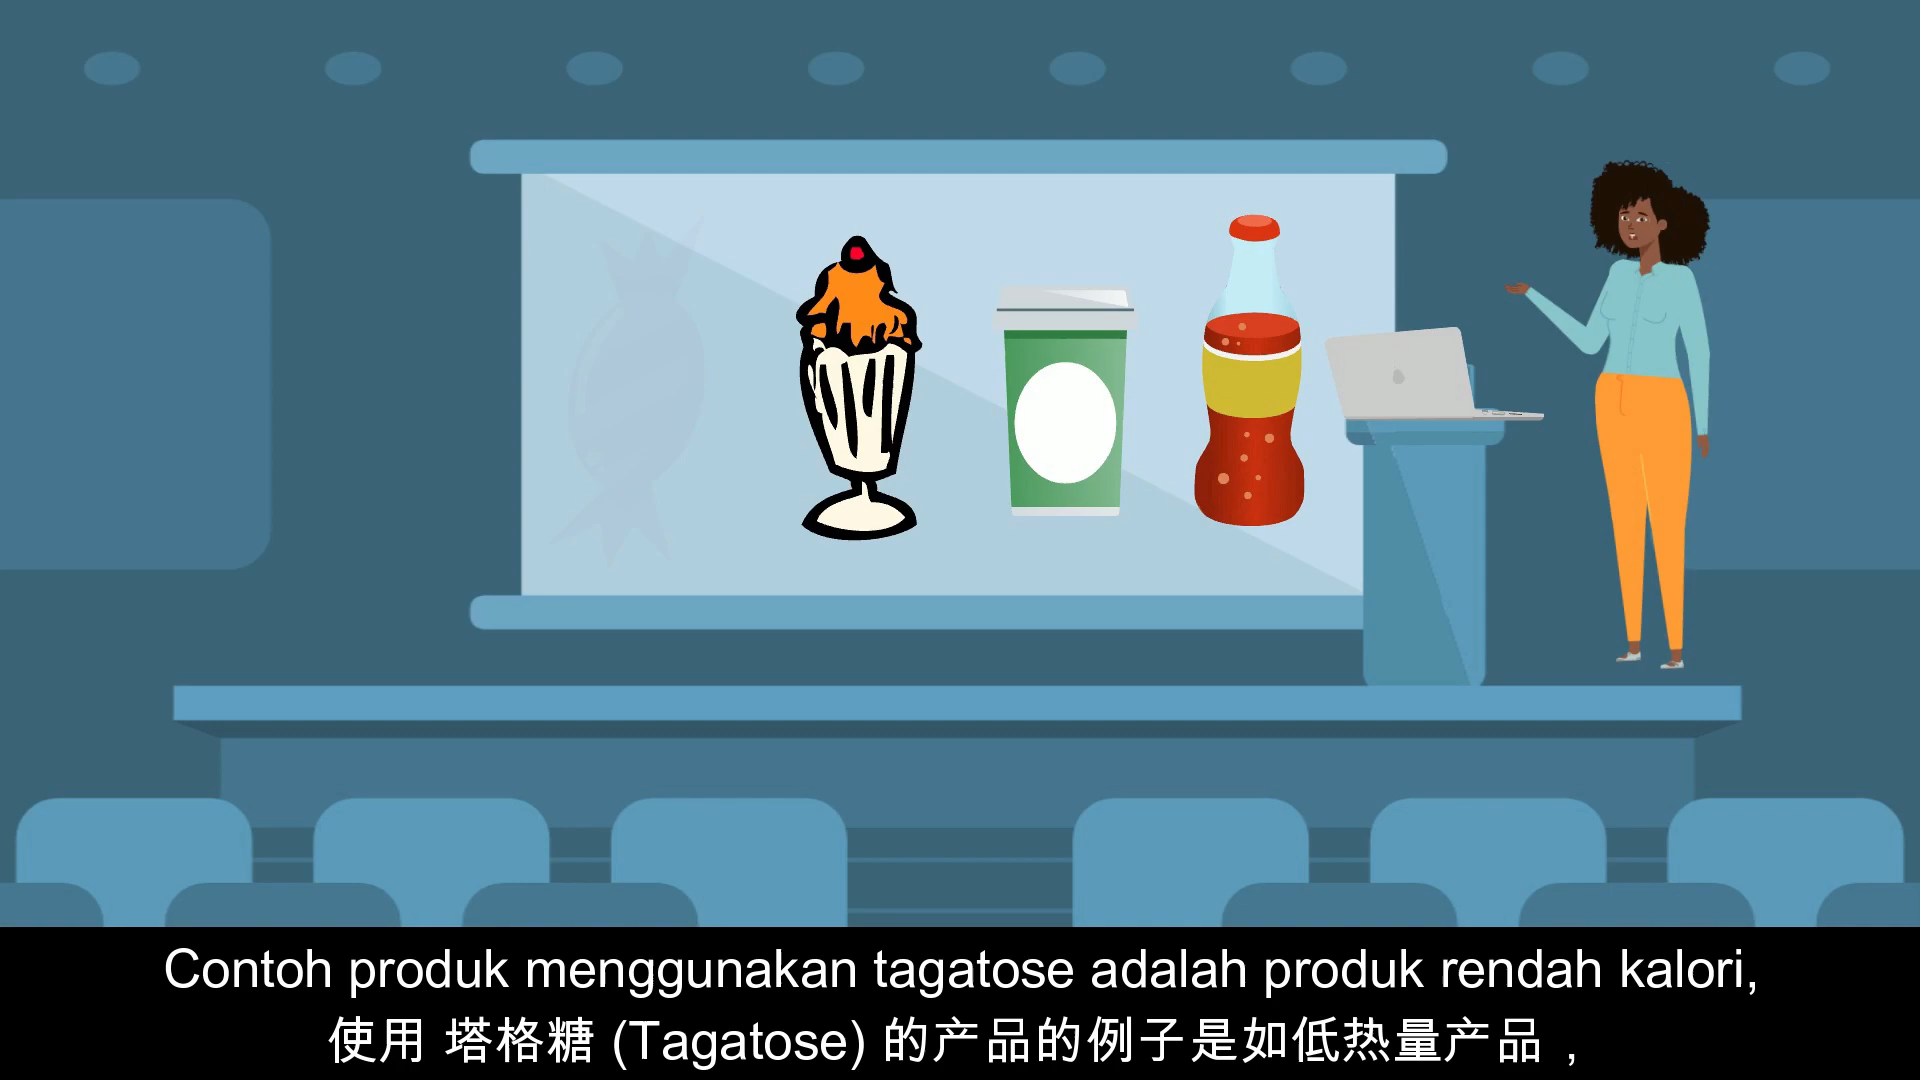 Contoh produk menggunakan tagatose adalah produk rendah kalori,
使用 塔格糖 (Tagatose) 的产品的例子是如低热量产品，